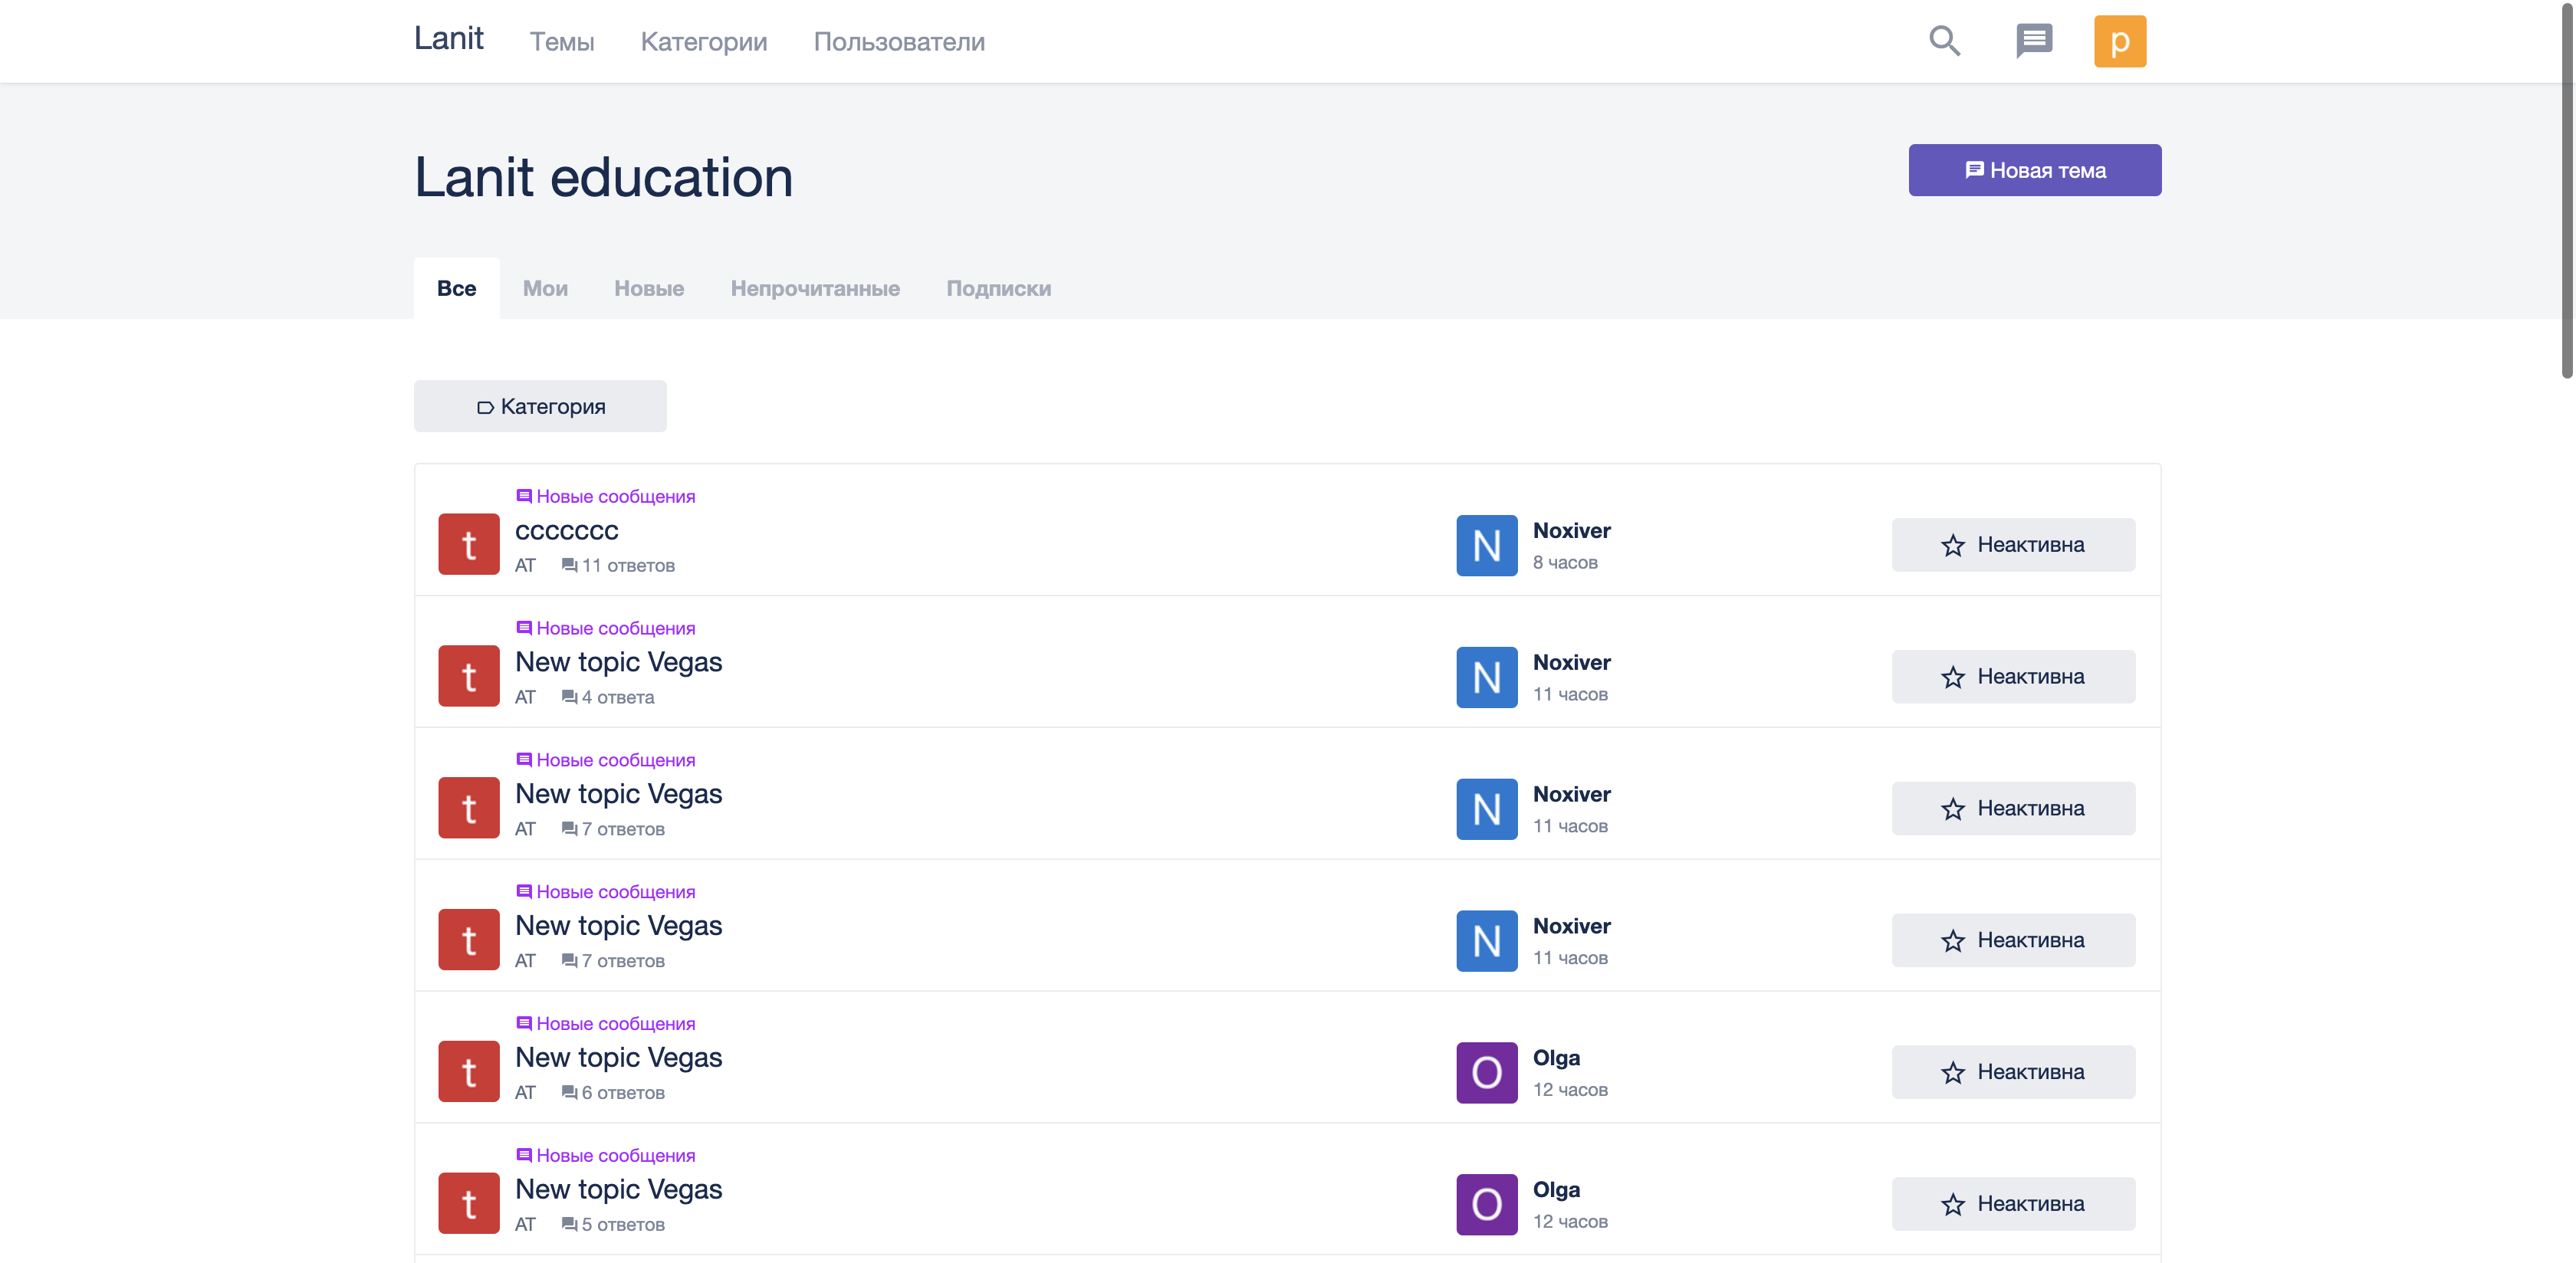 Lanit Темы Категории Пользователи p
Lanit education
Новая тема
Все Мои Новые Непрочитанные Подписки
Категория
Новые сообщения
t ccccccc N Noxiver Неактивна
AT 11 ответов 8 часов
Новые сообщения
t New topic Vegas N Noxiver Неактивна
AT 4 ответа 11 часов
Новые сообщения
t New topic Vegas N Noxiver Неактивна
AT 7 ответов 11 часов
Новые сообщения
t New topic Vegas N Noxiver Неактивна
AT 7 ответов 11 часов
Новые сообщения
t New topic Vegas O Olga Неактивна
AT 6 ответов 12 часов
Новые сообщения
t New topic Vegas O Olga Неактивна
AT 5 ответов 12 часов